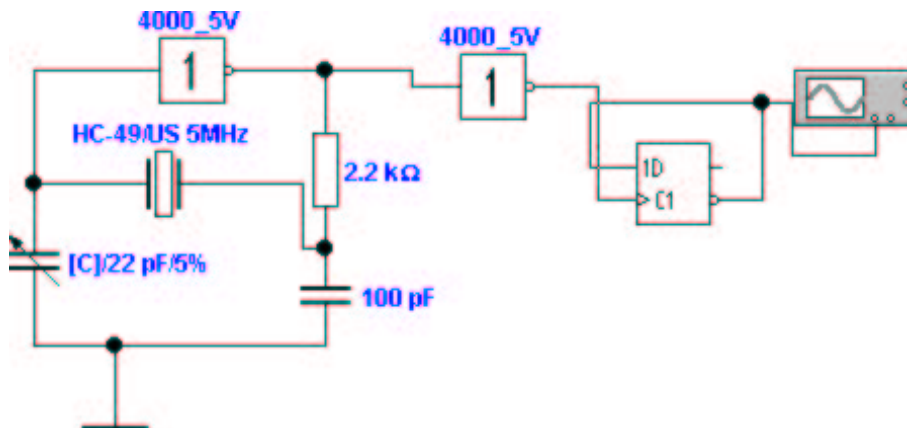 4000_5V
4000_5V
1
1
HC-49/US 5MHz
2.2 kΩ
1D
C1
[C]/22 pF/5%
100 pF